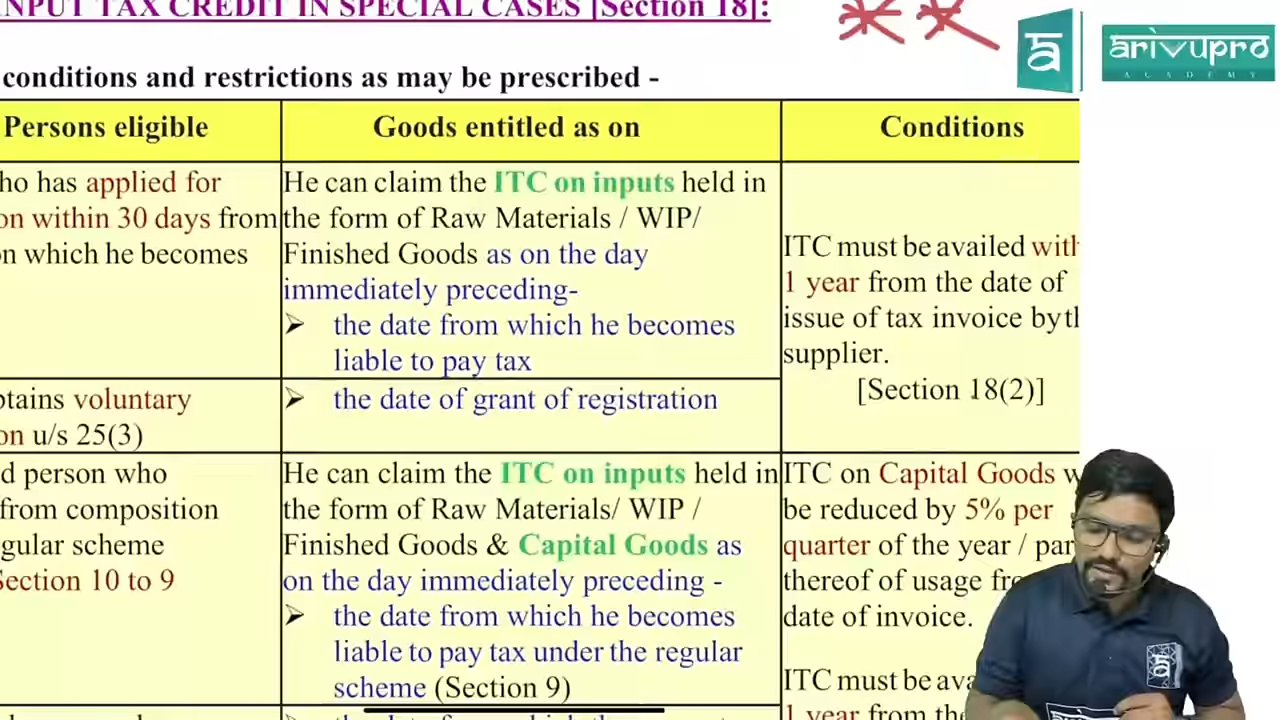 INPUT TAX CREDIT IN SPECIAL CASES [Section 18]:
arivupro
ACADEMY
conditions and restrictions as may be prescribed -
Persons eligible
Goods entitled as on
Conditions
ho has applied for
on within 30 days from
n which he becomes
He can claim the ITC on inputs held in
the form of Raw Materials / WIP/
Finished Goods as on the day
immediately preceding-
➢ the date from which he becomes
liable to pay tax
ITC must be availed with
1 year from the date of
issue of tax invoice by th
supplier.
[Section 18(2)]
btains voluntary
on u/s 25(3)
➢ the date of grant of registration
d person who
from composition
gular scheme
Section 10 to 9
He can claim the ITC on inputs held in
the form of Raw Materials/ WIP /
Finished Goods & Capital Goods as
on the day immediately preceding -
➢ the date from which he becomes
liable to pay tax under the regular
scheme (Section 9)
ITC on Capital Goods w
be reduced by 5% per
quarter of the year / par
thereof of usage fro
date of invoice.
ITC must be ava
1 year from the